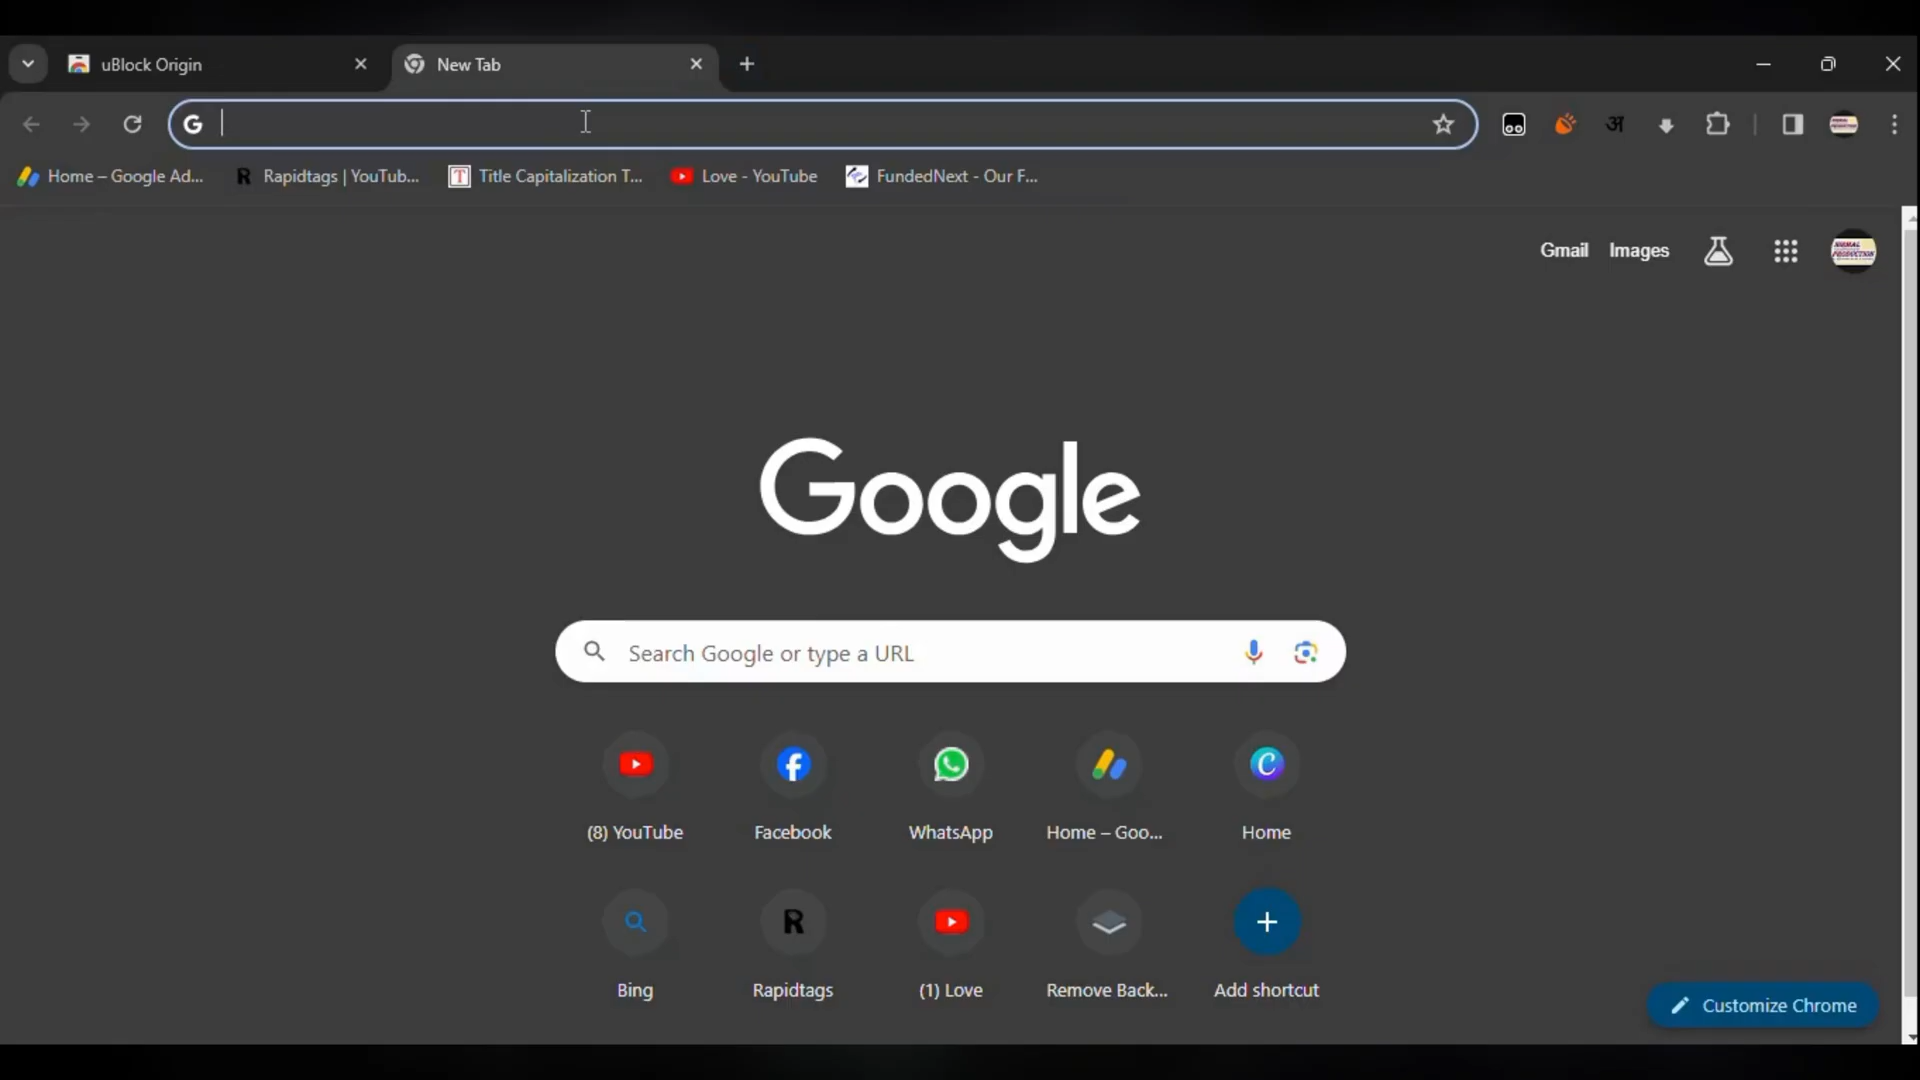 uBlock Origin
New Tab
अ
Home – Google Ad...
Rapidtags | YouTub...
Title Capitalization T...
Love - YouTube
FundedNext - Our F...
Gmail
Images
NIRMAL
PRODUCTION
Google
Search Google or type a URL
(8) YouTube
Facebook
WhatsApp
Home – Goo...
Home
Bing
Rapidtags
(1) Love
Remove Back...
Add shortcut
Customize Chrome